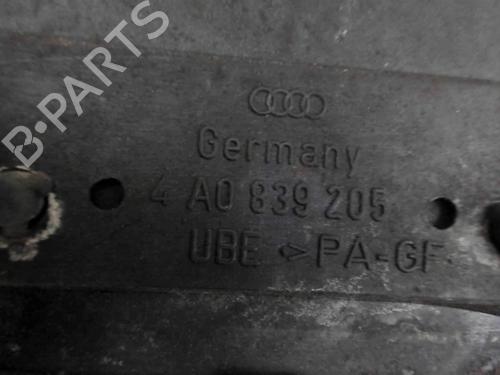 B-Parts
Germany
4 A0 839 205
UBE <>PA-GF